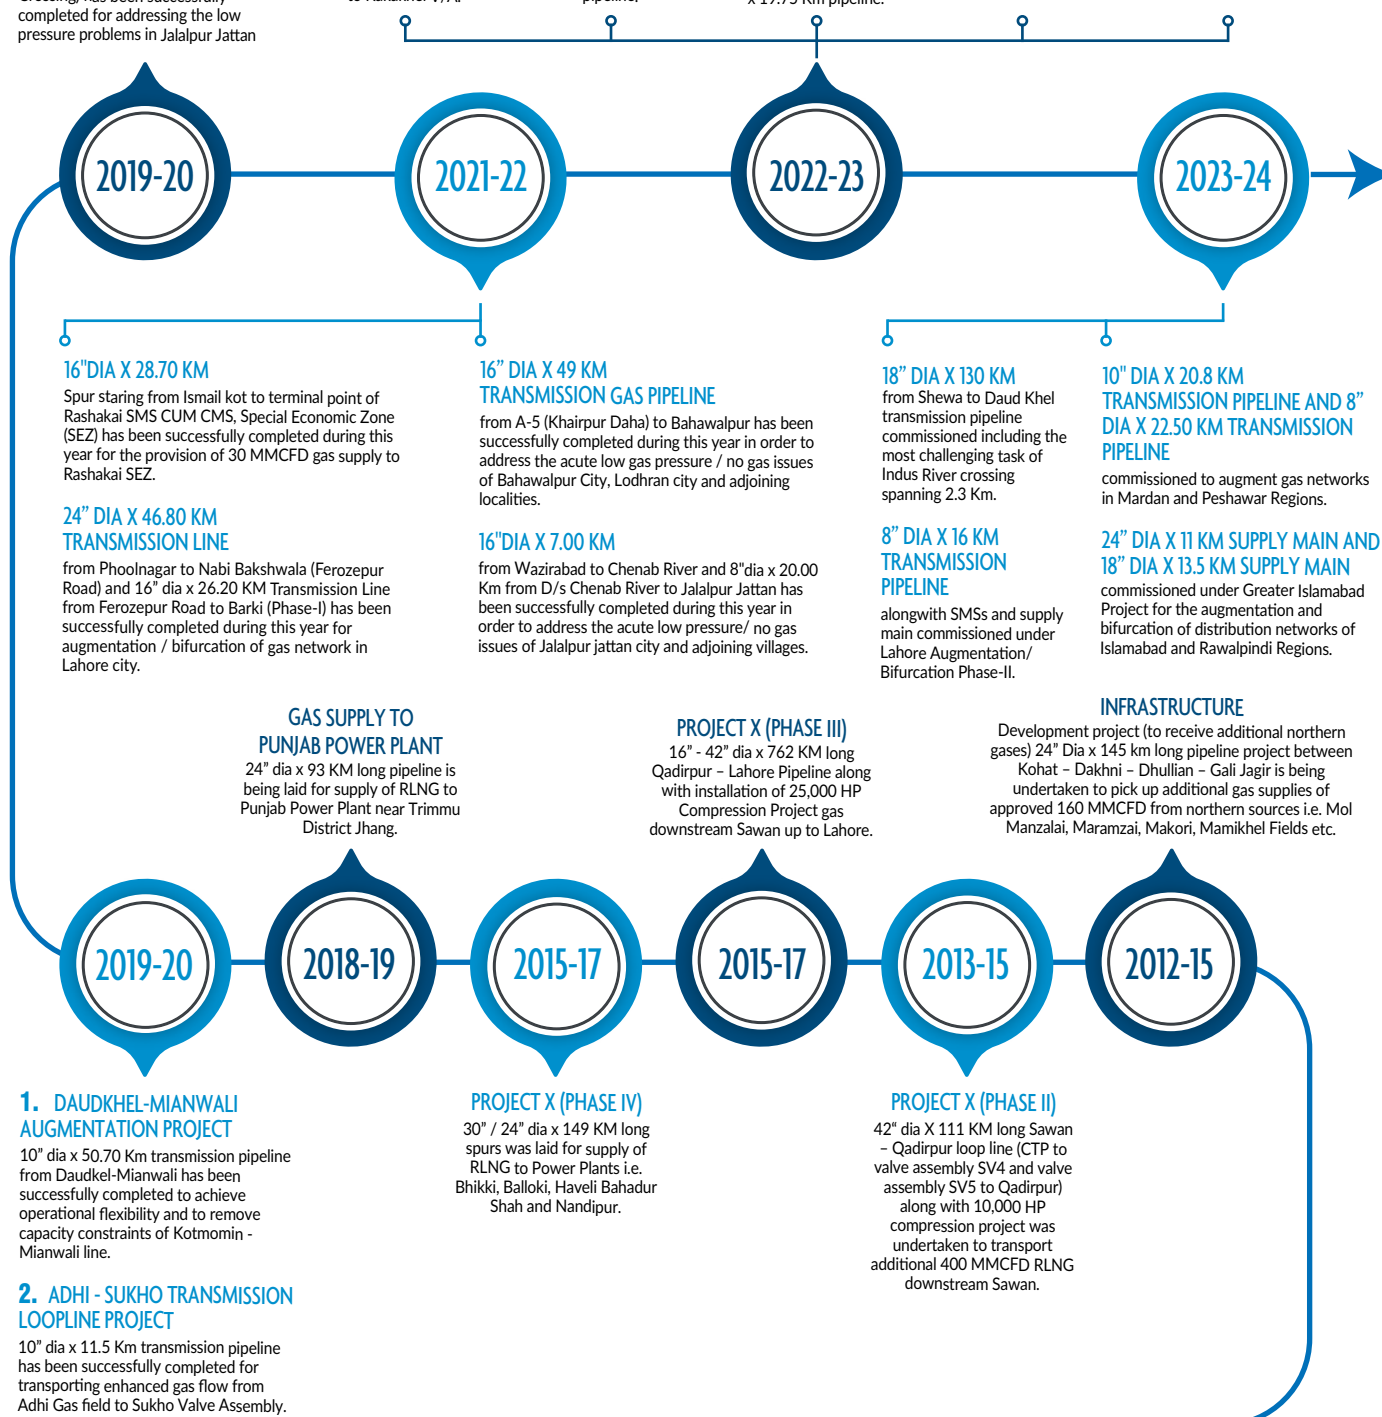 completed for addressing the low
pressure problems in Jalalpur Jattan
x 19.75 Km pipeline.
2019-20
2021-22
2022-23
2023-24
16"DIA X 28.70 KM
Spur staring from Ismail kot to terminal point of
Rashakai SMS CUM CMS, Special Economic Zone
(SEZ) has been successfully completed during this
year for the provision of 30 MMCFD gas supply to
Rashakai SEZ.
24” DIA X 46.80 KM
TRANSMISSION LINE
from Phoolnagar to Nabi Bakshwala (Ferozepur
Road) and 16” dia x 26.20 KM Transmission Line
from Ferozepur Road to Barki (Phase-I) has been
successfully completed during this year for
augmentation / bifurcation of gas network in
Lahore city.
16” DIA X 49 KM
TRANSMISSION GAS PIPELINE
from A-5 (Khairpur Daha) to Bahawalpur has been
successfully completed during this year in order to
address the acute low gas pressure / no gas issues
of Bahawalpur City, Lodhran city and adjoining
localities.
16"DIA X 7.00 KM
from Wazirabad to Chenab River and 8"dia x 20.00
Km from D/s Chenab River to Jalalpur Jattan has
been successfully completed during this year in
order to address the acute low pressure/ no gas
issues of Jalalpur jattan city and adjoining villages.
18” DIA X 130 KM
from Shewa to Daud Khel
transmission pipeline
commissioned including the
most challenging task of
Indus River crossing
spanning 2.3 Km.
8” DIA X 16 KM
TRANSMISSION
PIPELINE
alongwith SMSs and supply
main commissioned under
Lahore Augmentation/
Bifurcation Phase-II.
10" DIA X 20.8 KM
TRANSMISSION PIPELINE AND 8”
DIA X 22.50 KM TRANSMISSION
PIPELINE
commissioned to augment gas networks
in Mardan and Peshawar Regions.
24” DIA X 11 KM SUPPLY MAIN AND
18” DIA X 13.5 KM SUPPLY MAIN
commissioned under Greater Islamabad
Project for the augmentation and
bifurcation of distribution networks of
Islamabad and Rawalpindi Regions.
GAS SUPPLY TO
PUNJAB POWER PLANT
24” dia x 93 KM long pipeline is
being laid for supply of RLNG to
Punjab Power Plant near Trimmu
District Jhang.
PROJECT X (PHASE III)
16” - 42” dia x 762 KM long
Qadirpur – Lahore Pipeline along
with installation of 25,000 HP
Compression Project gas
downstream Sawan up to Lahore.
INFRASTRUCTURE
Development project (to receive additional northern
gases) 24” Dia x 145 km long pipeline project between
Kohat – Dakhni – Dhullian – Gali Jagir is being
undertaken to pick up additional gas supplies of
approved 160 MMCFD from northern sources i.e. Mol
Manzalai, Maramzai, Makori, Mamikhel Fields etc.
2019-20
2018-19
2015-17
2015-17
2013-15
2012-15
1. DAUDKHEL-MIANWALI
AUGMENTATION PROJECT
10” dia x 50.70 Km transmission pipeline
from Daudkel-Mianwali has been
successfully completed to achieve
operational flexibility and to remove
capacity constraints of Kotmomin -
Mianwali line.
2. ADHI - SUKHO TRANSMISSION
LOOPLINE PROJECT
10” dia x 11.5 Km transmission pipeline
has been successfully completed for
transporting enhanced gas flow from
Adhi Gas field to Sukho Valve Assembly.
PROJECT X (PHASE IV)
30” / 24” dia x 149 KM long
spurs was laid for supply of
RLNG to Power Plants i.e.
Bhikki, Balloki, Haveli Bahadur
Shah and Nandipur.
PROJECT X (PHASE II)
42“ dia X 111 KM long Sawan
– Qadirpur loop line (CTP to
valve assembly SV4 and valve
assembly SV5 to Qadirpur)
along with 10,000 HP
compression project was
undertaken to transport
additional 400 MMCFD RLNG
downstream Sawan.